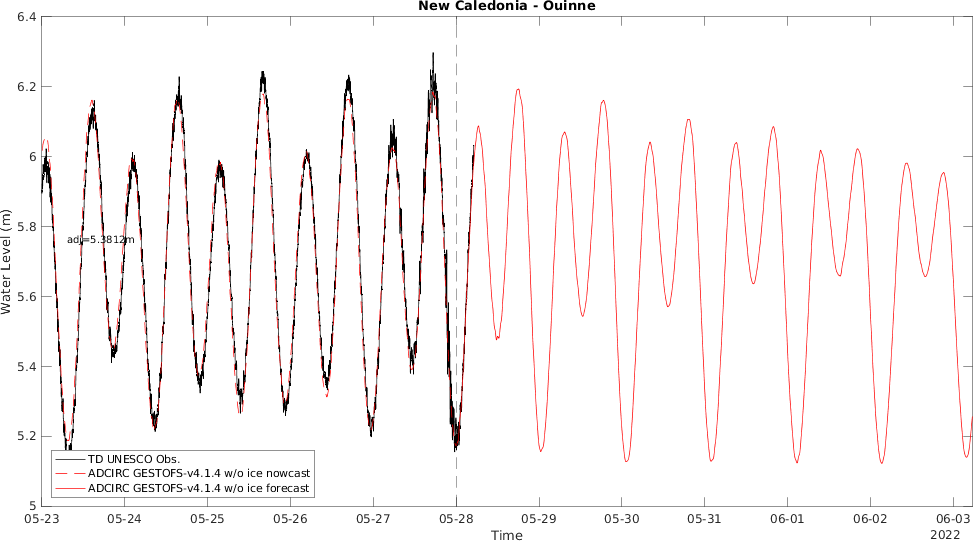 New Caledonia - Ouinne
6.4
6.2
6
5.8
5.6
5.4
5.2
5
Water Level (m)
adj=5.3812m
TD UNESCO Obs.
ADCIRC GESTOFS-v4.1.4 w/o ice nowcast
ADCIRC GESTOFS-v4.1.4 w/o ice forecast
05-23 05-24 05-25 05-26 05-27 05-28 05-29 05-30 05-31 06-01 06-02 06-03
Time
2022